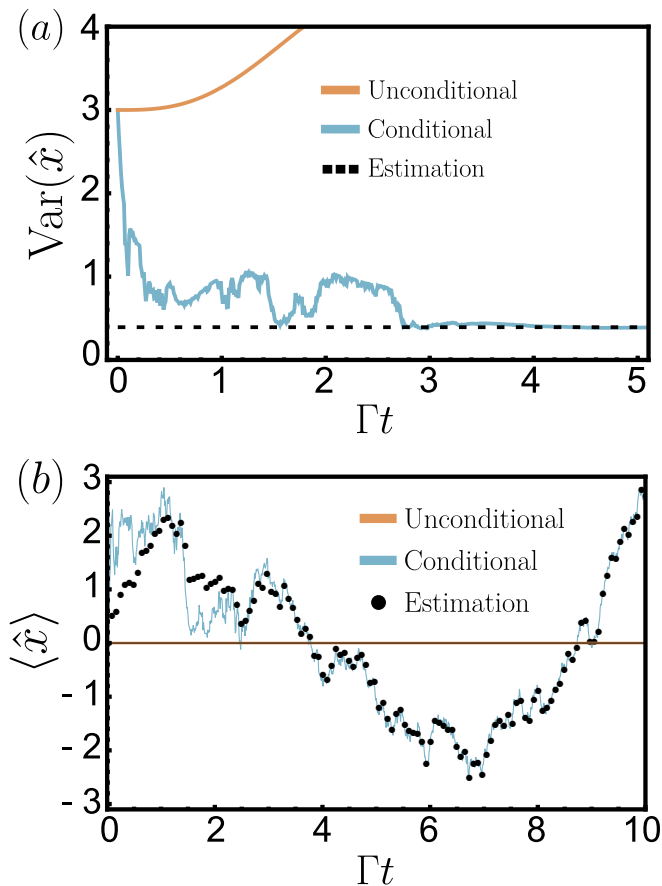 (a)
4
3
2
1
0
Var(x̂)
Unconditional
Conditional
Estimation
0 1 2 3 4 5
Γt
(b)
3
2
1
0
- 1
- 2
- 3
⟨x̂⟩
Unconditional
Conditional
Estimation
0 2 4 6 8 10
Γt